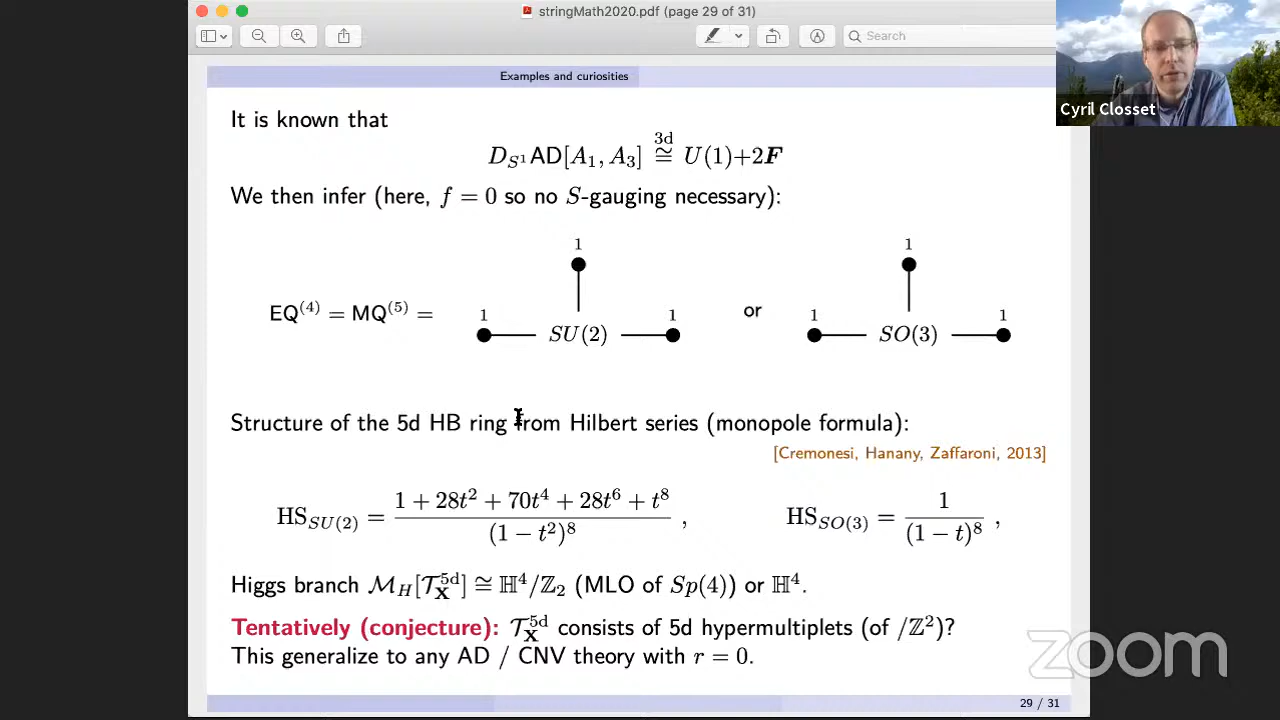 stringMath2020.pdf (page 29 of 31)
Search
Cyril Closset
Examples and curiosities
It is known that
D_{S^1}AD[A_1, A_3] \overset{3d}{≅} U(1)+2F
We then infer (here, f = 0 so no S-gauging necessary):
1 1
EQ^{(4)} = MQ^{(5)} = 1 SU(2) 1 or 1 SO(3) 1
Structure of the 5d HB ring from Hilbert series (monopole formula):
[Cremonesi, Hanany, Zaffaroni, 2013]
HS_{SU(2)} = \frac{1 + 28t^2 + 70t^4 + 28t^6 + t^8}{(1 − t^2)^8} , HS_{SO(3)} = \frac{1}{(1 − t)^8} ,
Higgs branch M_H[T_X^{5d}] ≅ ℍ^4/ℤ_2 (MLO of Sp(4)) or ℍ^4.
Tentatively (conjecture): T_X^{5d} consists of 5d hypermultiplets (of /ℤ^2)?
This generalize to any AD / CNV theory with r = 0.
29 / 31
zoom